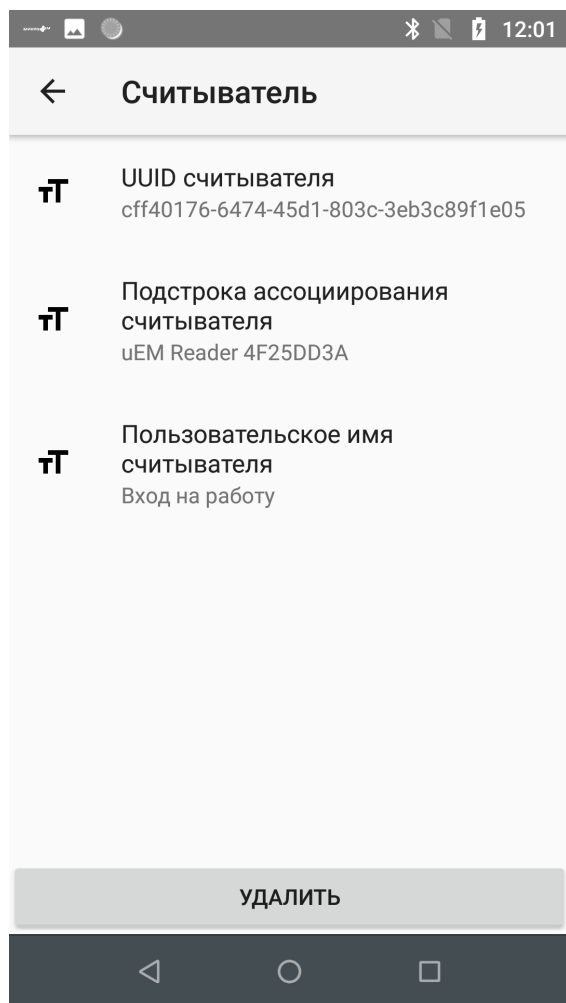 12:01
Считыватель
UUID считывателя
cff40176-6474-45d1-803c-3eb3c89f1e05
Подстрока ассоциирования
считывателя
uEM Reader 4F25DD3A
Пользовательское имя
считывателя
Вход на работу
УДАЛИТЬ